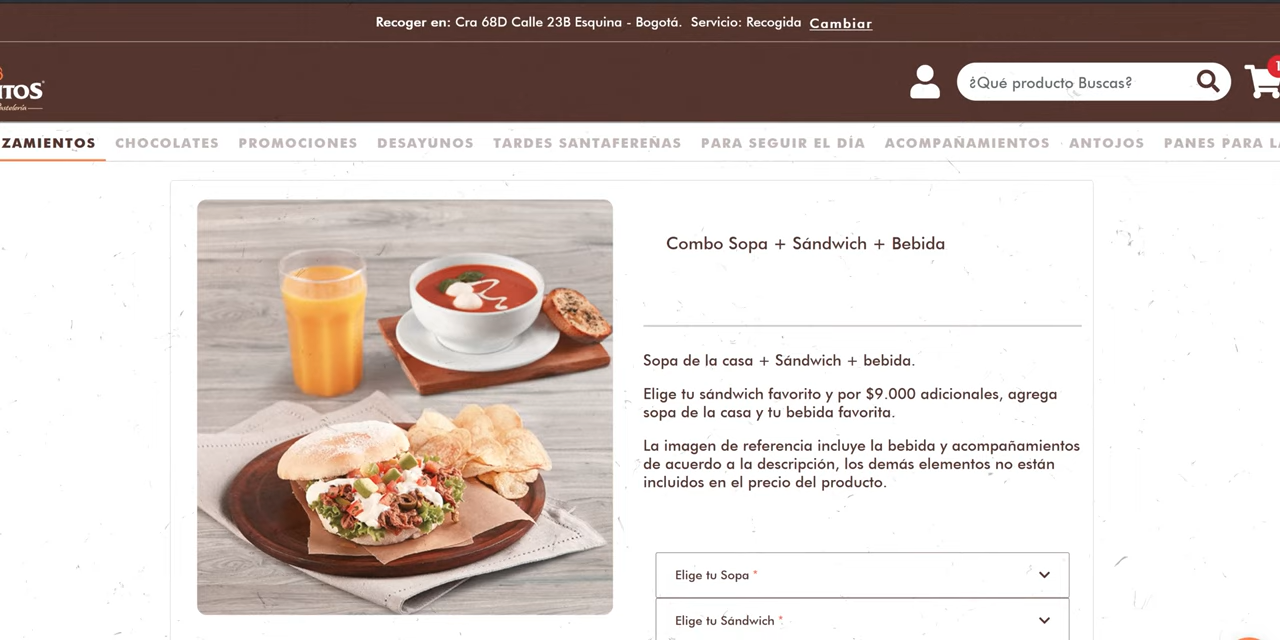 Recoger en: Cra 68D Calle 23B Esquina - Bogotá. Servicio: Recogida Cambiar
ITOS
Pastelería
¿Qué producto Buscas?
1
ZAMIENTOS CHOCOLATES PROMOCIONES DESAYUNOS TARDES SANTAFEREÑAS PARA SEGUIR EL DÍA ACOMPAÑAMIENTOS ANTOJOS PANES PARA L
Combo Sopa + Sándwich + Bebida
Sopa de la casa + Sándwich + bebida.
Elige tu sándwich favorito y por $9.000 adicionales, agrega
sopa de la casa y tu bebida favorita.
La imagen de referencia incluye la bebida y acompañamientos
de acuerdo a la descripción, los demás elementos no están
incluidos en el precio del producto.
Elige tu Sopa *
Elige tu Sándwich *